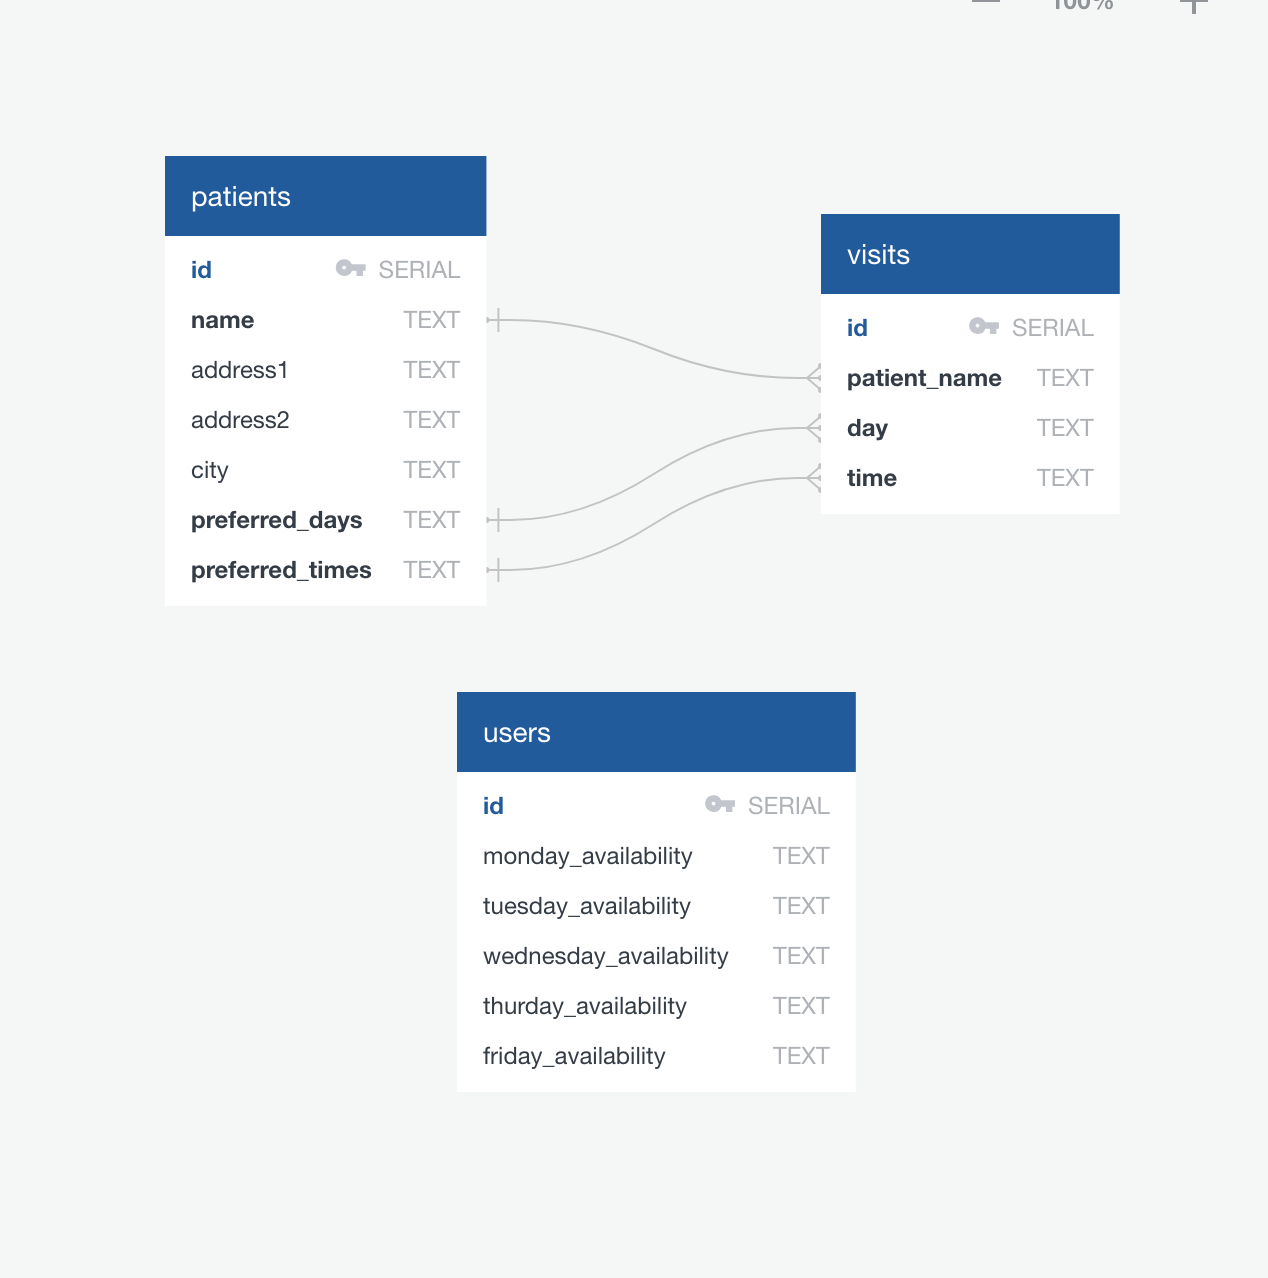 100%
patients
id SERIAL
name TEXT
address1 TEXT
address2 TEXT
city TEXT
preferred_days TEXT
preferred_times TEXT
visits
id SERIAL
patient_name TEXT
day TEXT
time TEXT
users
id SERIAL
monday_availability TEXT
tuesday_availability TEXT
wednesday_availability TEXT
thurday_availability TEXT
friday_availability TEXT